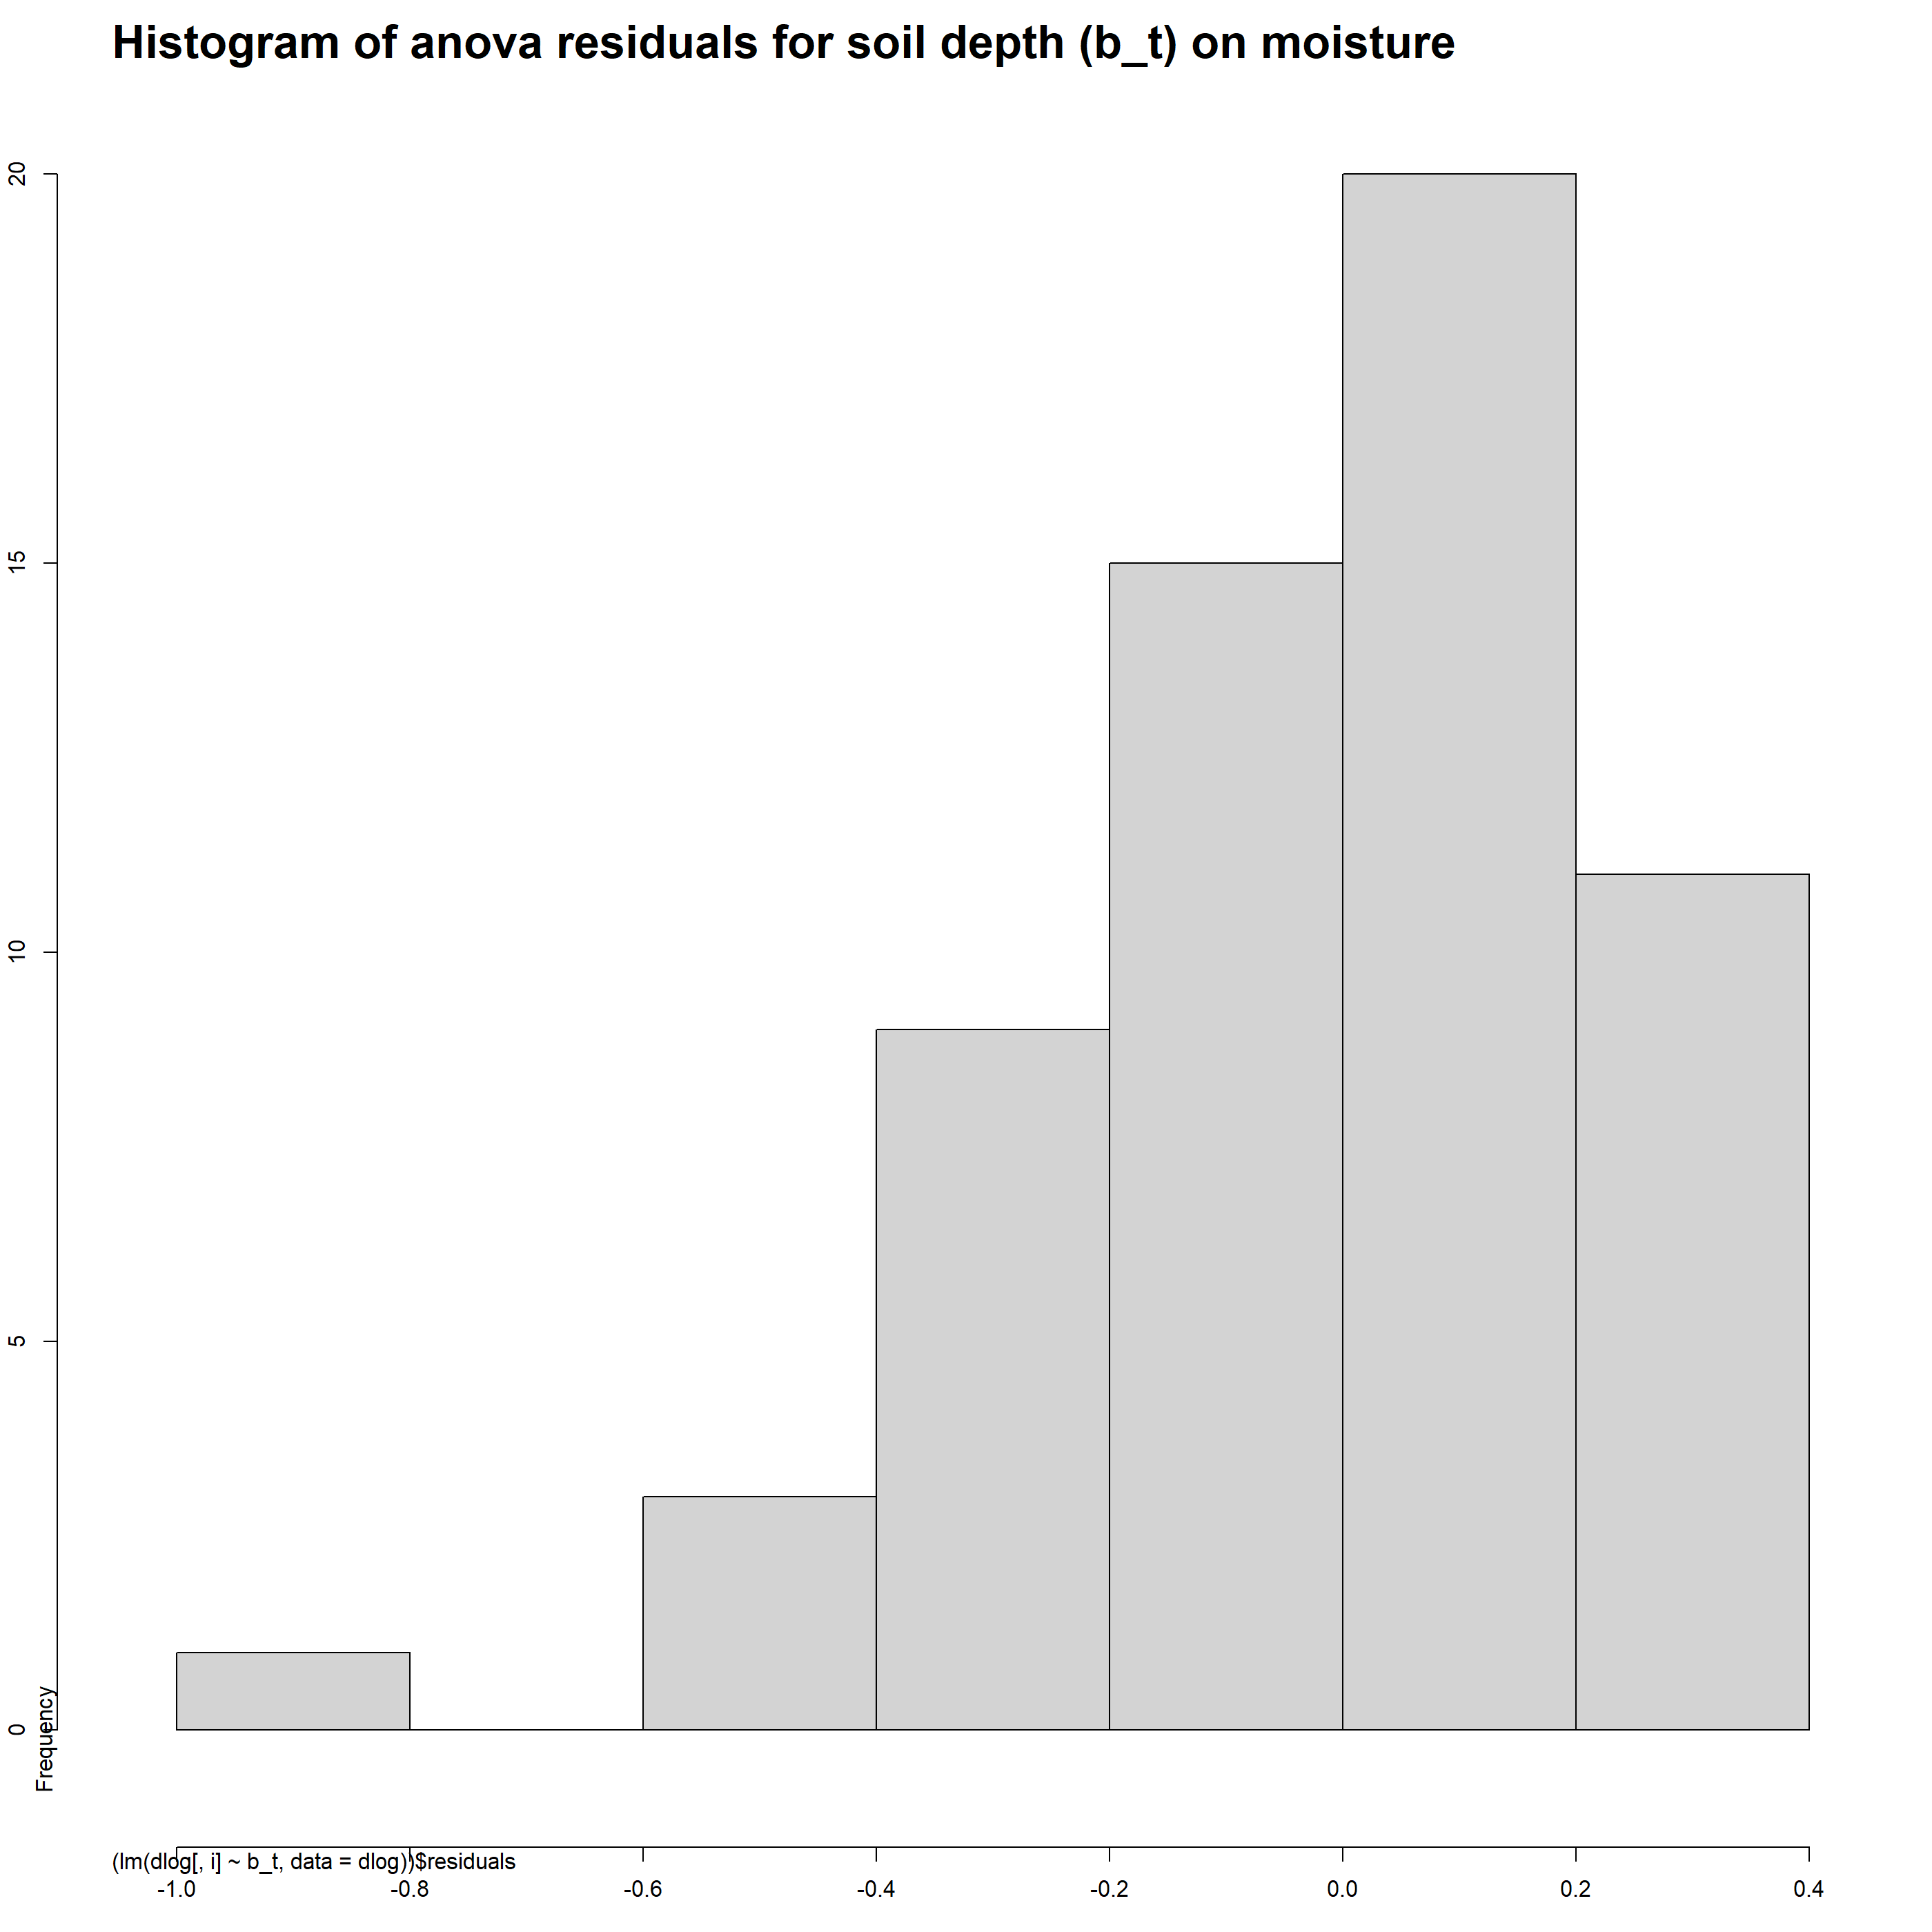 Histogram of anova residuals for soil depth (b_t) on moisture
20
15
10
5
0
Frequency
(lm(dlog[, i] ~ b_t, data = dlog))$residuals
-1.0 -0.8 -0.6 -0.4 -0.2 0.0 0.2 0.4